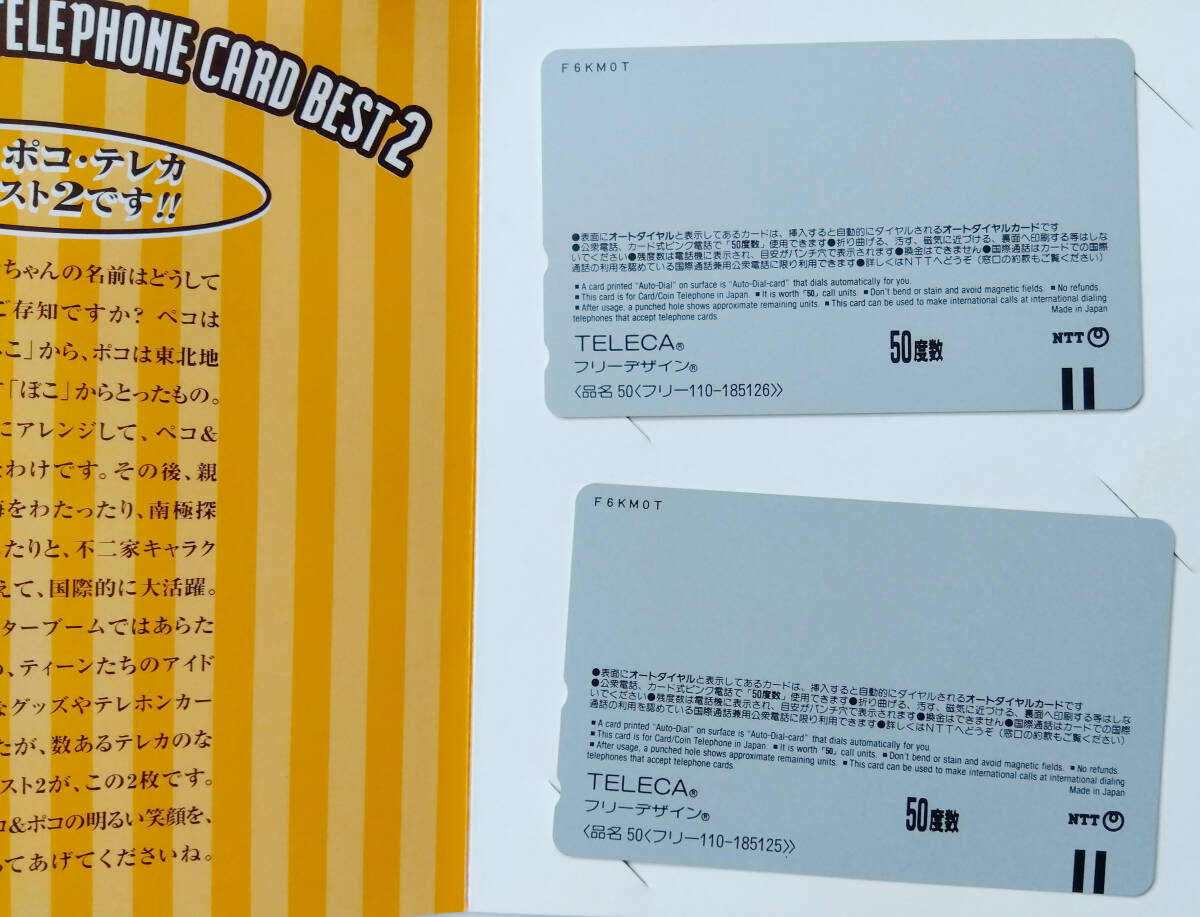 TELEPHONE CARD BEST 2
ポコ・テレカ
スト2です!!
ちゃんの名前はどうして
ご存知ですか? ペコは
こ」から、ポコは東北地
「ぼこ」からとったもの。
にアレンジして、ペコ&
なわけです。その後、親
海をわたったり、南極探
たりと、不二家キャラク
えて、国際的に大活躍。
ターブームではあらた
、ティーンたちのアイド
なグッズやテレホンカー
たが、数あるテレカのな
スト2が、この2枚です。
コ&ポコの明るい笑顔を、
てあげてくださいね。
F6KM0T
●表面にオートダイヤルと表示してあるカードは、挿入すると自動的にダイヤルされるオートダイヤルカードです
●公衆電話、カード式ピンク電話で「50度数」使用できます●折り曲げる、汚す、磁気に近づける、裏面へ印刷する等はしな
いでください●残度数は電話機に表示され、目安がパンチ穴で表示されます●換金はできません●国際通話はカードでの国際
通話の利用を認めている国際通話兼用公衆電話に限り利用できます●詳しくはNTTへどうぞ(窓口の約款もご覧ください)
■ A card printed "Auto-Dial" on surface is "Auto-Dial-card" that dials automatically for you.
■ This card is for Card/Coin Telephone in Japan. ■ It is worth「50」call units. ■ Don't bend or stain and avoid magnetic fields. ■ No refunds.
■ After usage, a punched hole shows approximate remaining units. ■ This card can be used to make international calls at international dialing
telephones that accept telephone cards.
Made in Japan
TELECA®
フリーデザイン®
50度数
NTT
〈品名 50〈フリー110-185126〉〉
F6KM0T
●表面にオートダイヤルと表示してあるカードは、挿入すると自動的にダイヤルされるオートダイヤルカードです
●公衆電話、カード式ピンク電話で「50度数」使用できます●折り曲げる、汚す、磁気に近づける、裏面へ印刷する等はしな
いでください●残度数は電話機に表示され、目安がパンチ穴で表示されます●換金はできません●国際通話はカードでの国際
通話の利用を認めている国際通話兼用公衆電話に限り利用できます●詳しくはNTTへどうぞ(窓口の約款もご覧ください)
■ A card printed "Auto-Dial" on surface is "Auto-Dial-card" that dials automatically for you.
■ This card is for Card/Coin Telephone in Japan. ■ It is worth「50」call units. ■ Don't bend or stain and avoid magnetic fields. ■ No refunds.
■ After usage, a punched hole shows approximate remaining units. ■ This card can be used to make international calls at international dialing
telephones that accept telephone cards.
Made in Japan
TELECA®
フリーデザイン®
50度数
NTT
〈品名 50〈フリー110-185125〉〉